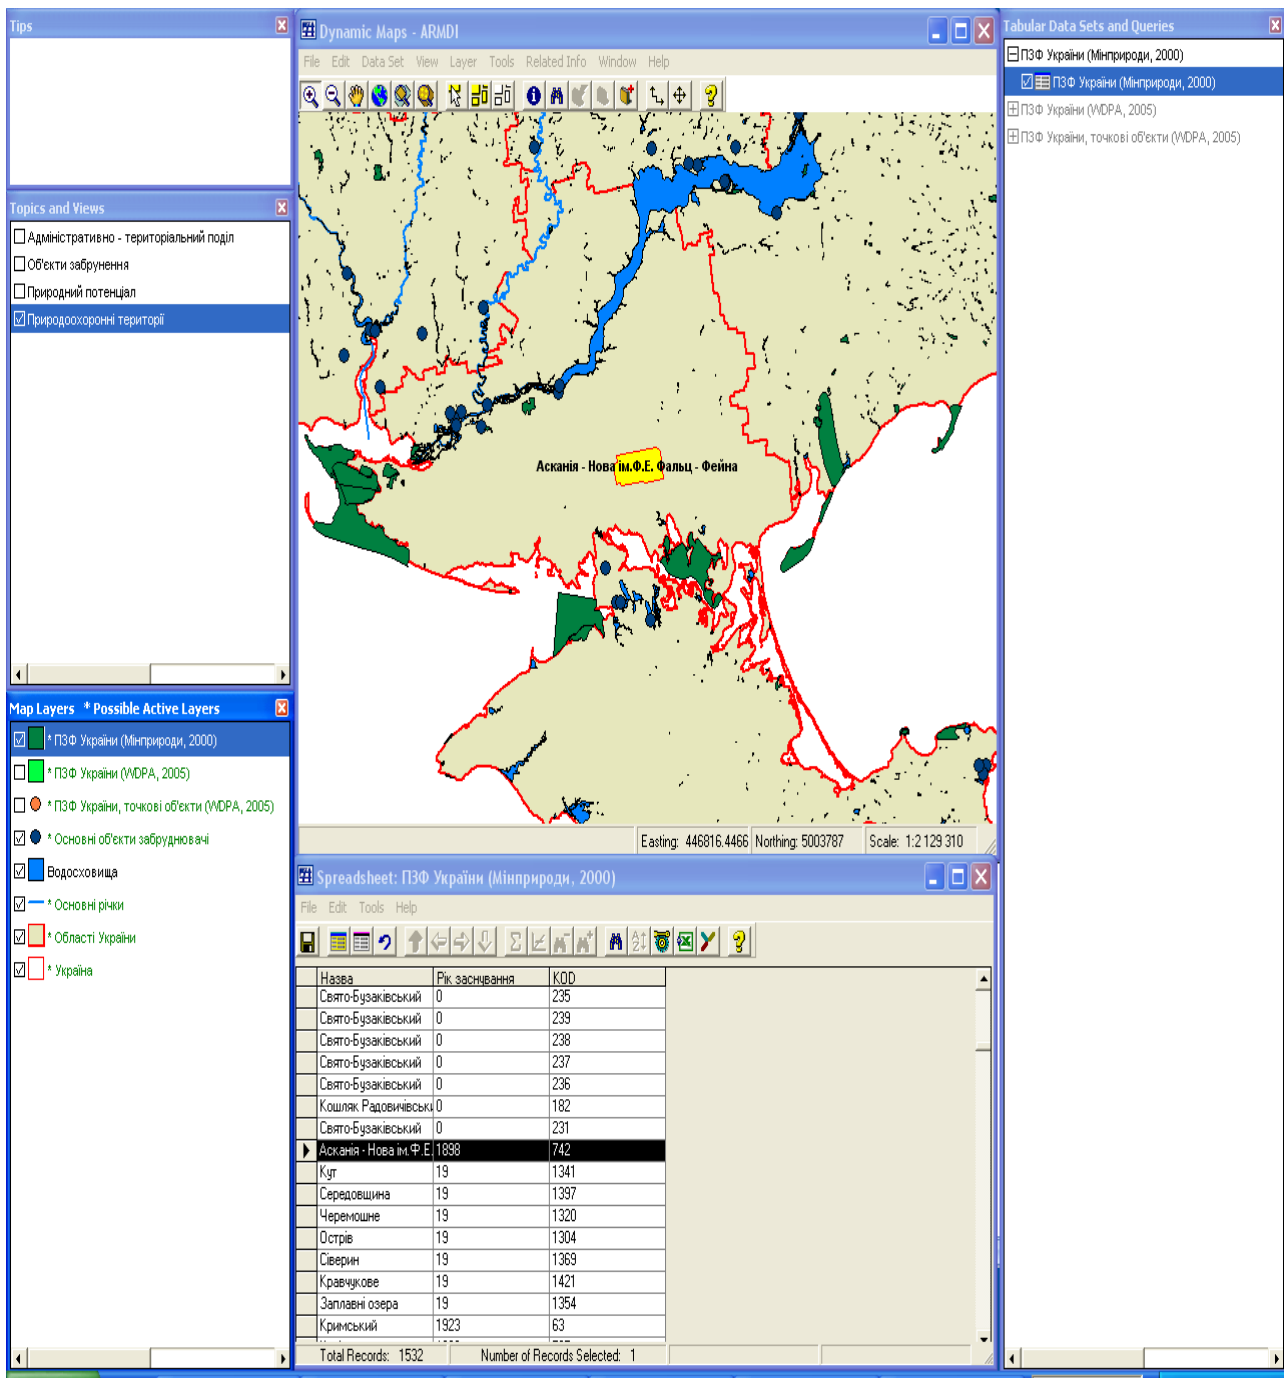 Tips
Topics and Views
Адміністративно - територіальний поділ
Об'єкти забрунення
Природний потенціал
Природоохоронні території
Map Layers * Possible Active Layers
* ПЗФ України (Мінприроди, 2000)
* ПЗФ України (WDPA, 2005)
* ПЗФ України, точкові об'єкти (WDPA, 2005)
* Основні об'єкти забруднювачі
Водосховища
* Основні річки
* Області України
* Україна
Dynamic Maps - ARMDI
File Edit Data Set View Layer Tools Related Info Window Help
Асканія - Нова ім.Ф.Е. Фальц - Фейна
Easting: 446816.4466 Northing: 5003787 Scale: 1:2 129 310
Spreadsheet: ПЗФ України (Мінприроди, 2000)
File Edit Tools Help
Назва Рік заснування KOD
Свято-Бузаківський 0 235
Свято-Бузаківський 0 239
Свято-Бузаківський 0 238
Свято-Бузаківський 0 237
Свято-Бузаківський 0 236
Кошляк Радовичівськи 0 182
Свято-Бузаківський 0 231
Асканія - Нова ім.Ф.Е. 1898 742
Кут 19 1341
Середовщина 19 1397
Черемошне 19 1320
Острів 19 1304
Сіверин 19 1369
Кравчукове 19 1421
Заплавні озера 19 1354
Кримський 1923 63
Total Records: 1532 Number of Records Selected: 1
Tabular Data Sets and Queries
ПЗФ України (Мінприроди, 2000)
ПЗФ України (Мінприроди, 2000)
ПЗФ України (WDPA, 2005)
ПЗФ України, точкові об'єкти (WDPA, 2005)